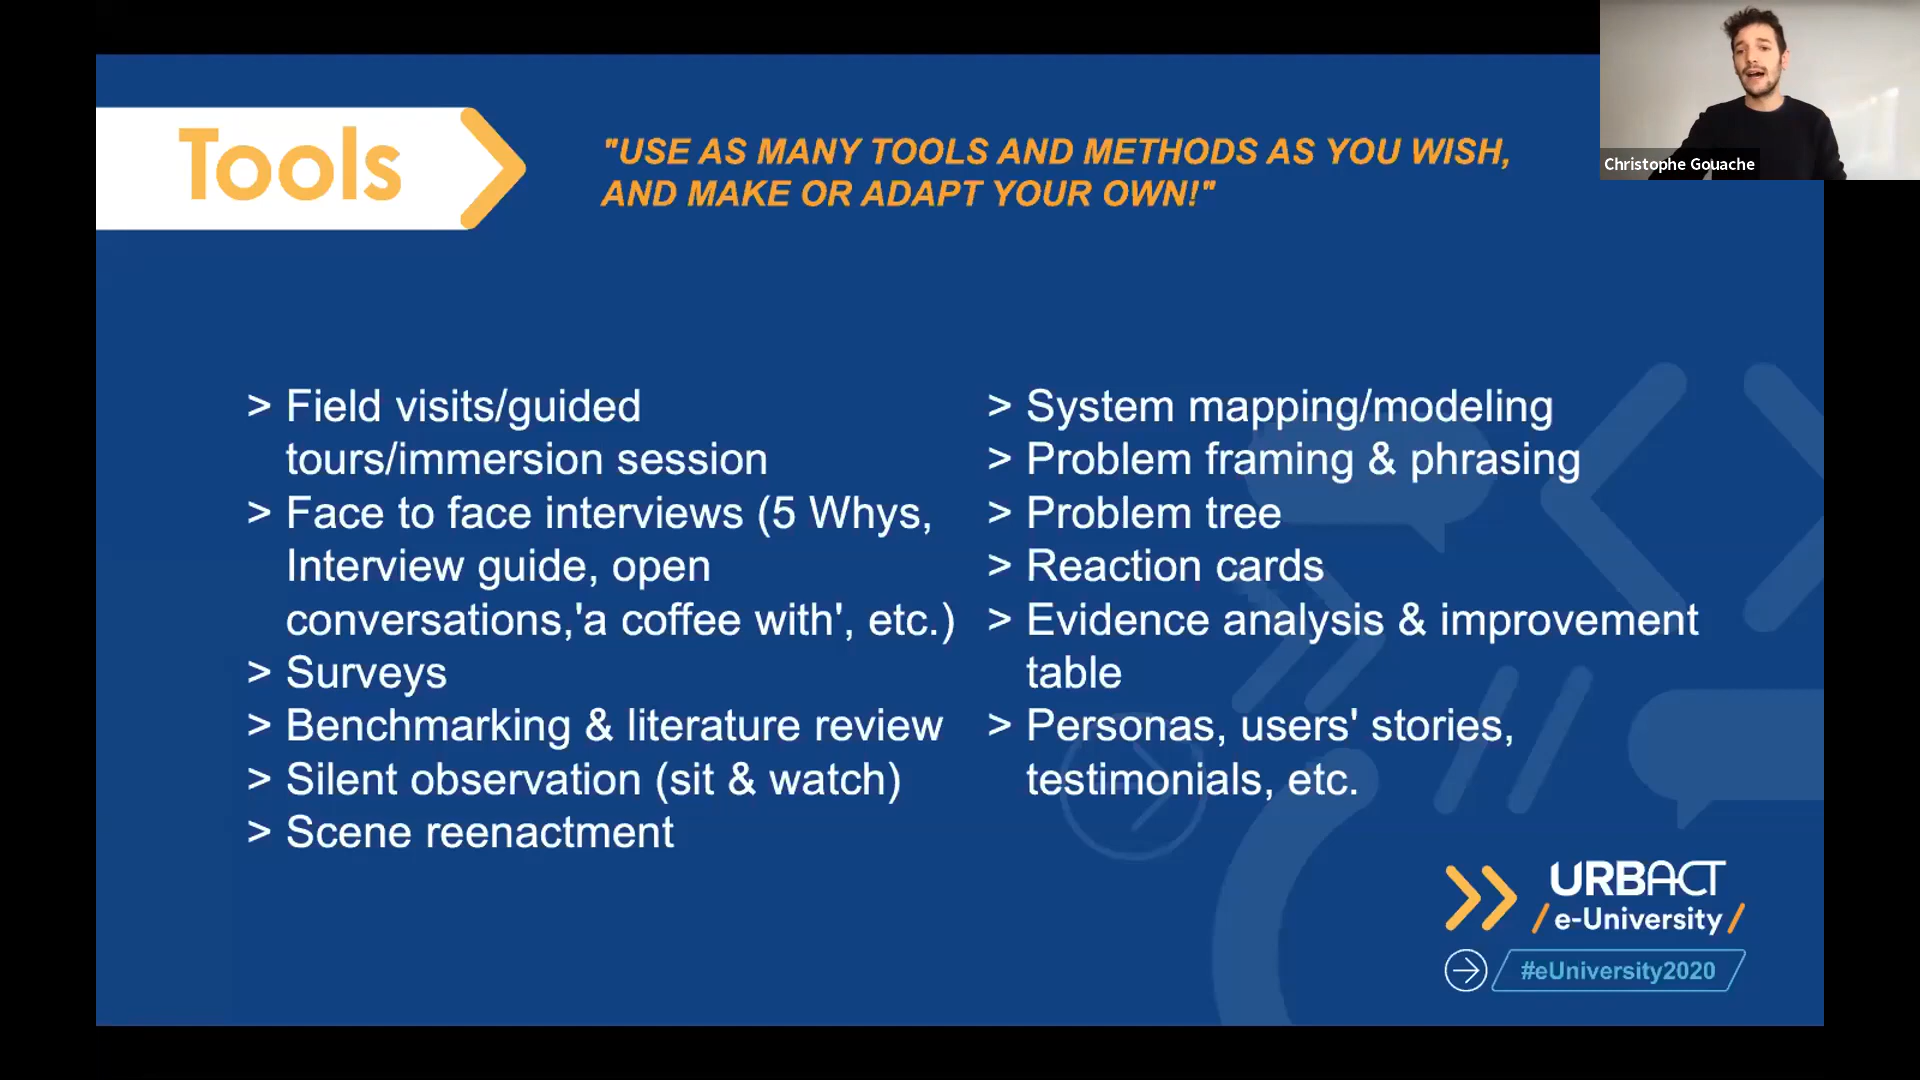 Tools
"USE AS MANY TOOLS AND METHODS AS YOU WISH,
AND MAKE OR ADAPT YOUR OWN!"
Christophe Gouache
> Field visits/guided
tours/immersion session
> Face to face interviews (5 Whys,
Interview guide, open
conversations,'a coffee with', etc.)
> Surveys
> Benchmarking & literature review
> Silent observation (sit & watch)
> Scene reenactment
> System mapping/modeling
> Problem framing & phrasing
> Problem tree
> Reaction cards
> Evidence analysis & improvement
table
> Personas, users' stories,
testimonials, etc.
URBACT
/ e-University /
#eUniversity2020